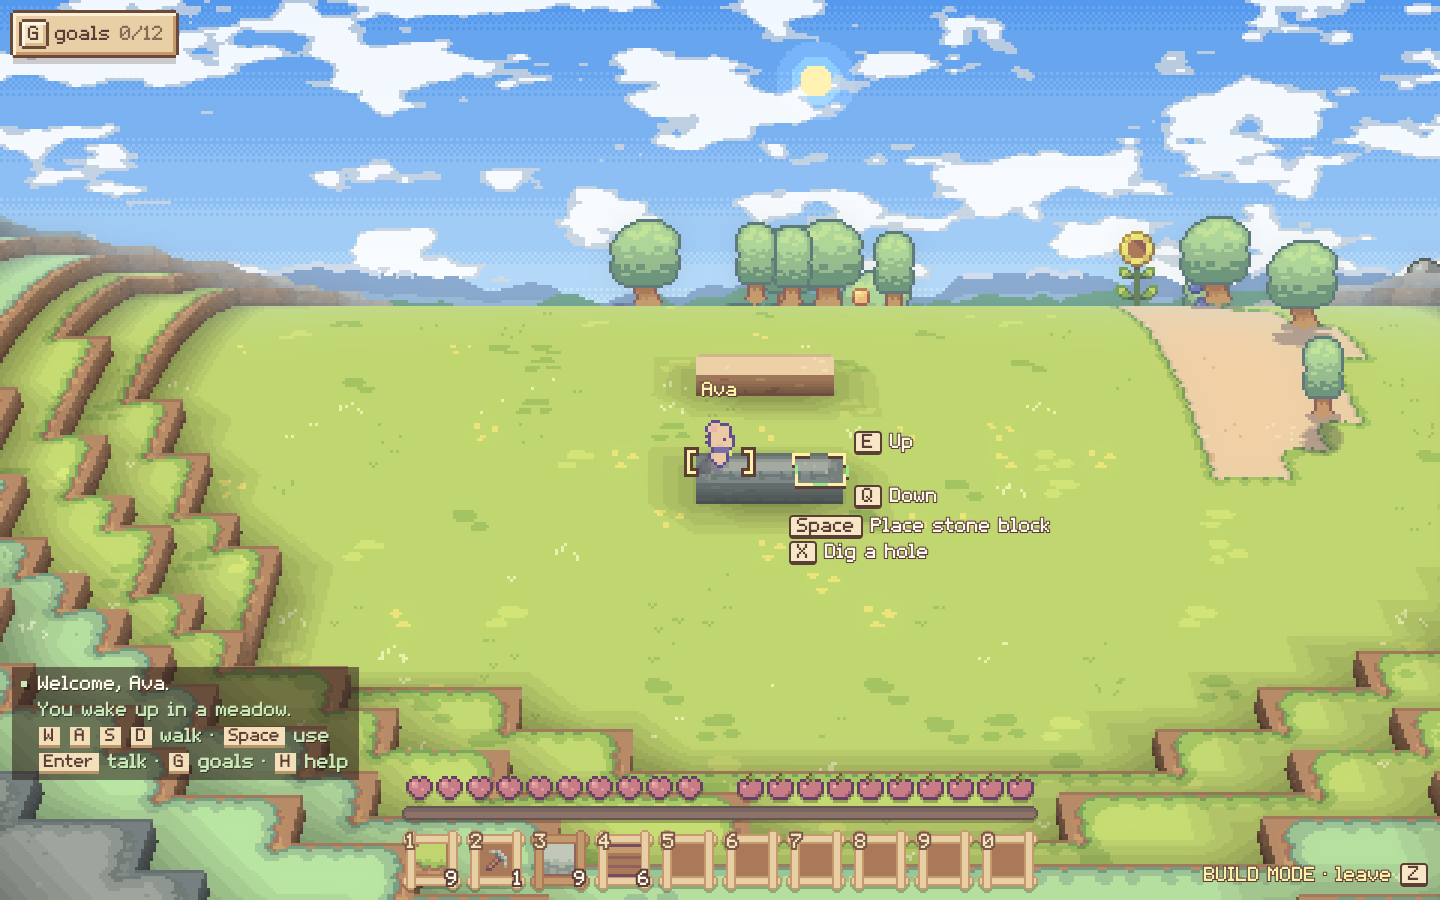 G goals 0/12
Ava
E Up
Q Down
Space Place stone block
X Dig a hole
Welcome, Ava.
You wake up in a meadow.
W A S D walk · Space use
Enter talk · G goals · H help
1 2 3 4 5 6 7 8 9 0
9 1 9 6
BUILD MODE · leave Z